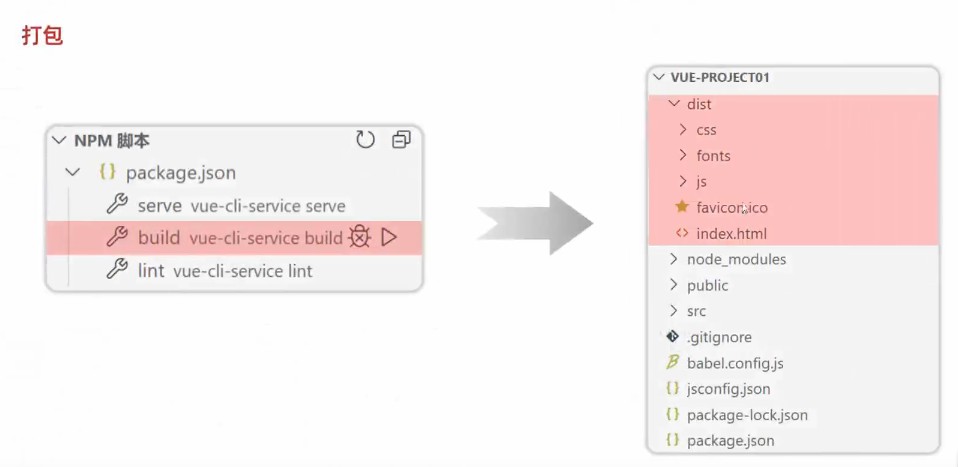 打包
NPM 脚本
package.json
serve vue-cli-service serve
build vue-cli-service build
lint vue-cli-service lint
VUE-PROJECT01
dist
css
fonts
js
favicon.ico
index.html
node_modules
public
src
.gitignore
babel.config.js
jsconfig.json
package-lock.json
package.json